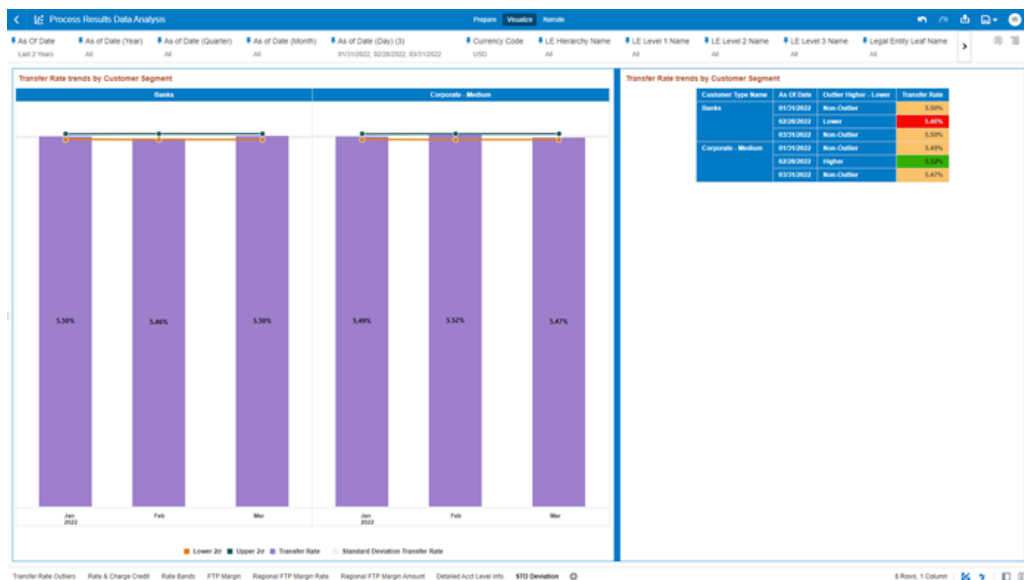 Process Results Data Analysis
Prepare Visualize Narrate
As Of Date As of Date (Year) As of Date (Quarter) As of Date (Month) As of Date (Day) (3) Currency Code LE Hierarchy Name LE Level 1 Name LE Level 2 Name LE Level 3 Name Legal Entity Leaf Name
Last 2 Years All All All 01/31/2022, 02/28/2022, 03/31/2022 USD All All All All All
Transfer Rate trends by Customer Segment
Banks Corporate - Medium
5.50% 5.46% 5.50% 5.49% 5.52% 5.47%
Jan Feb Mar Jan Feb Mar
2022 2022
Lower 2σ Upper 2σ Transfer Rate Standard Deviation Transfer Rate
Transfer Rate trends by Customer Segment
Customer Type Name As Of Date Outlier Higher - Lower Transfer Rate
Banks 01/31/2022 Non-Outlier 5.50%
02/28/2022 Lower 5.46%
03/31/2022 Non-Outlier 5.50%
Corporate - Medium 01/31/2022 Non-Outlier 5.49%
02/28/2022 Higher 5.52%
03/31/2022 Non-Outlier 5.47%
Transfer Rate Outliers Rate & Charge Credit Rate Bands FTP Margin Regional FTP Margin Rate Regional FTP Margin Amount Detailed Acct Level Info STD Deviation
6 Rows, 1 Column